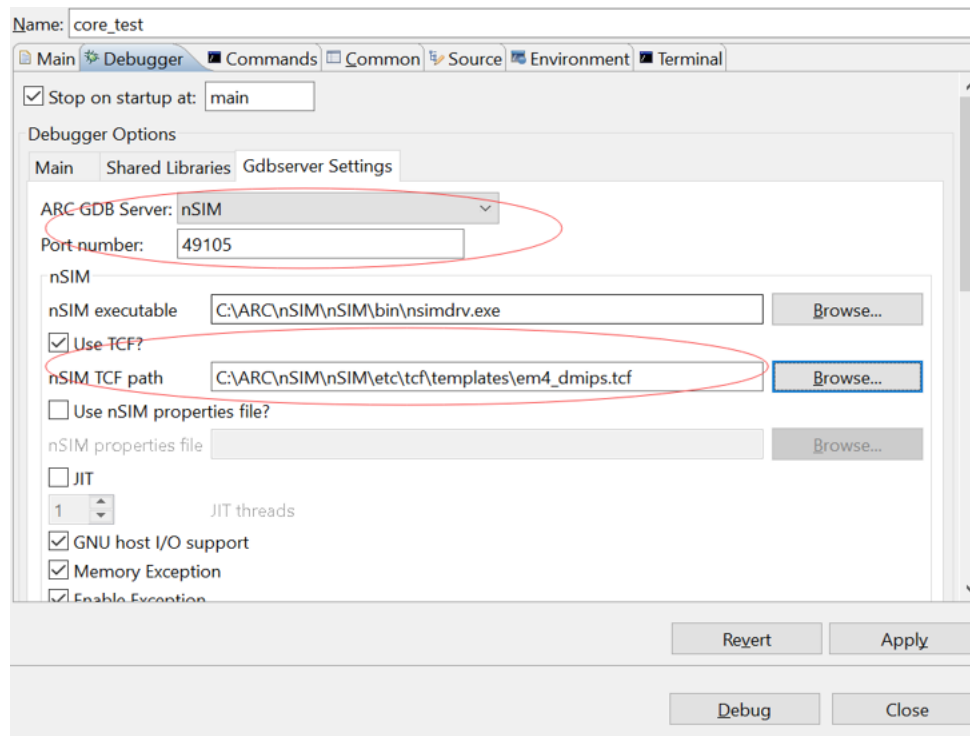 Name: core_test
Main Debugger Commands Common Source Environment Terminal
Stop on startup at: main
Debugger Options
Main Shared Libraries Gdbserver Settings
ARC GDB Server: nSIM
Port number: 49105
nSIM
nSIM executable C:\ARC\nSIM\nSIM\bin\nsimdrv.exe Browse...
Use TCF?
nSIM TCF path C:\ARC\nSIM\nSIM\etc\tcf\templates\em4_dmips.tcf Browse...
Use nSIM properties file?
nSIM properties file Browse...
JIT
1 JIT threads
GNU host I/O support
Memory Exception
Enable Exception
Revert Apply
Debug Close